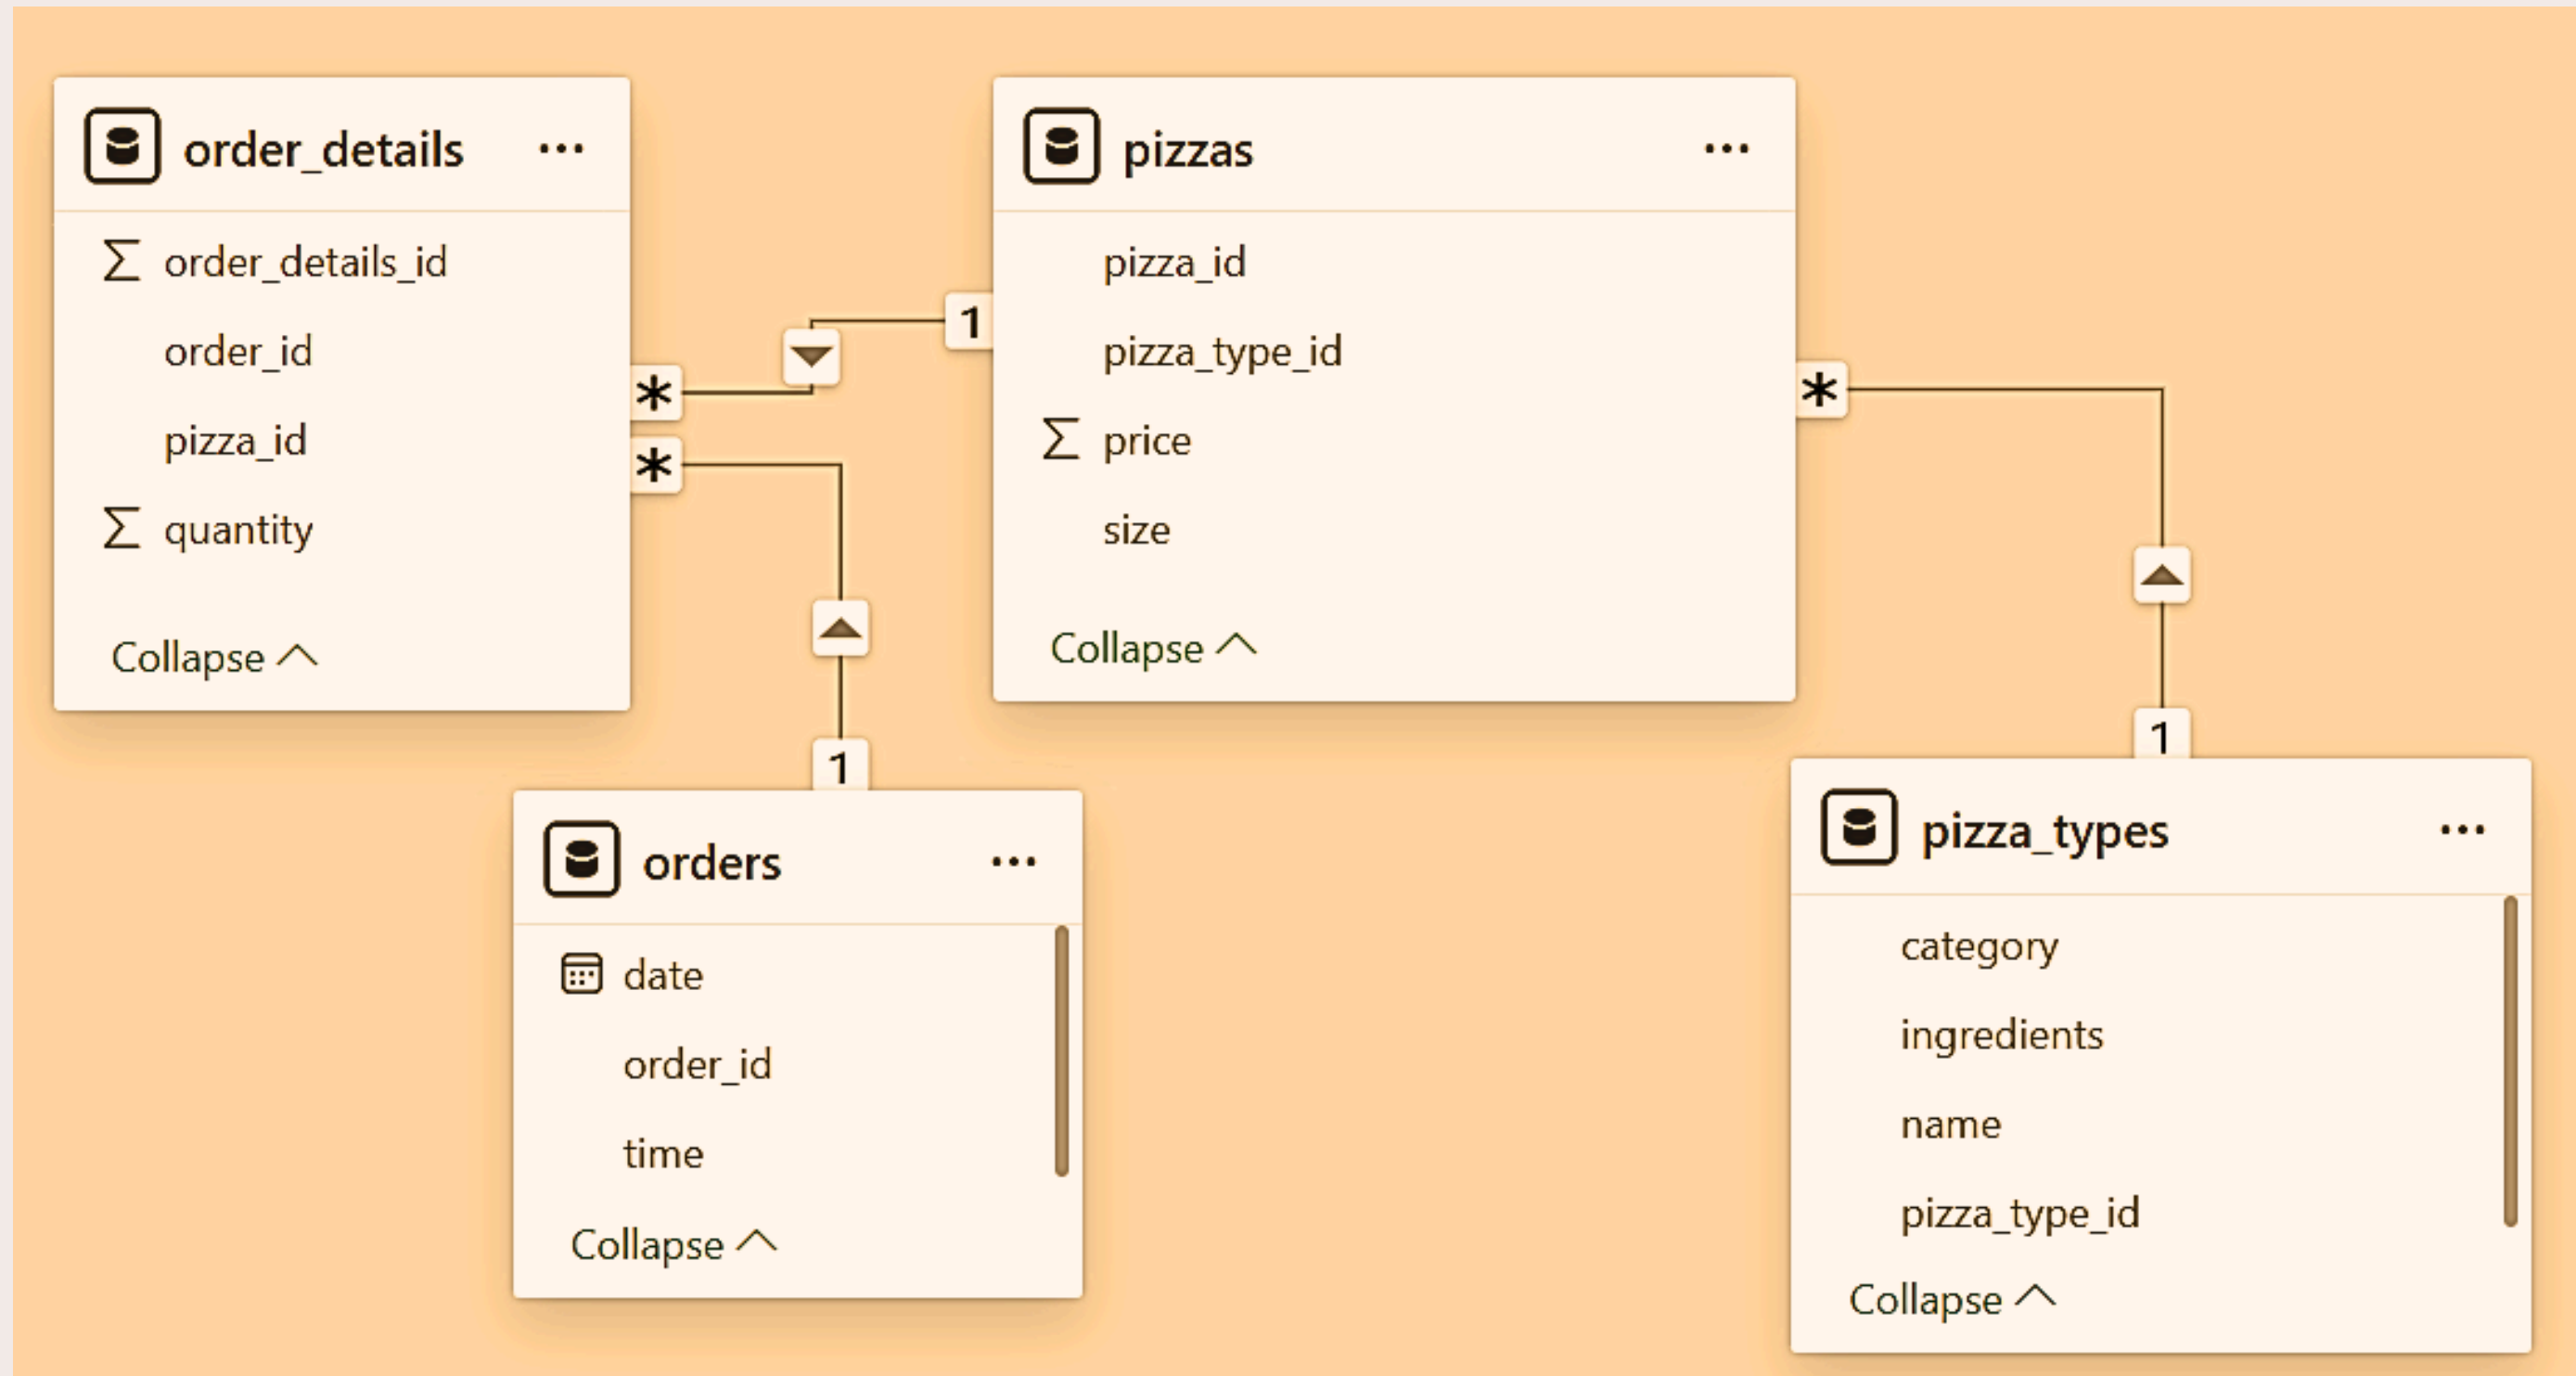 order_details ...
Σ order_details_id
order_id
pizza_id
Σ quantity
Collapse
*
*
1
pizzas ...
pizza_id
pizza_type_id
Σ price
size
Collapse
*
1
1
orders ...
date
order_id
time
Collapse
pizza_types ...
category
ingredients
name
pizza_type_id
Collapse